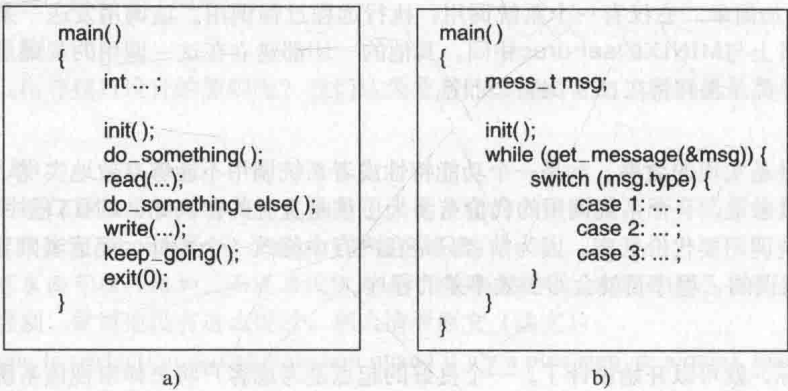 main()
{
int ... ;
init();
do_something();
read(...);
do_something_else();
write(...);
keep_going();
exit(0);
}
a)
main()
{
mess_t msg;
init();
while (get_message(&msg)) {
switch (msg.type) {
case 1: ... ;
case 2: ... ;
case 3: ... ;
}
}
}
b)